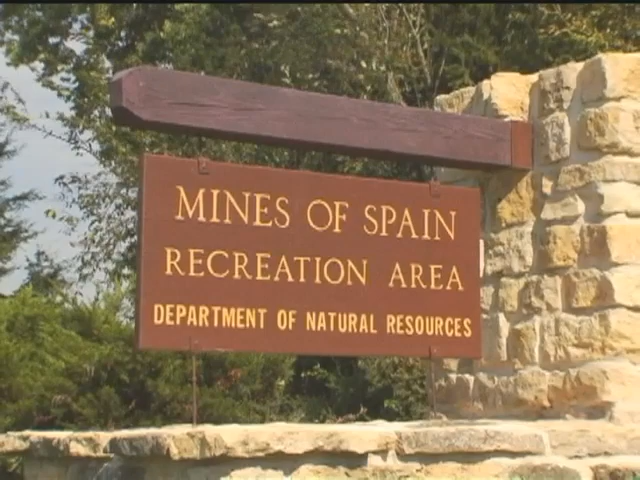 MINES OF SPAIN
RECREATION AREA
DEPARTMENT OF NATURAL RESOURCES